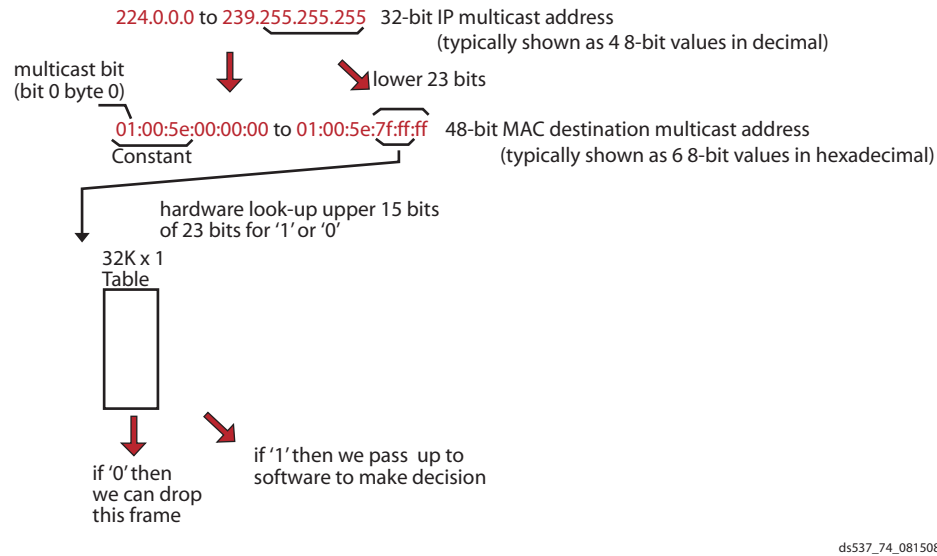 224.0.0.0 to 239.255.255.255 32-bit IP multicast address
(typically shown as 4 8-bit values in decimal)
multicast bit
(bit 0 byte 0)
lower 23 bits
01:00:5e:00:00:00 to 01:00:5e:7f:ff:ff 48-bit MAC destination multicast address
Constant
(typically shown as 6 8-bit values in hexadecimal)
hardware look-up upper 15 bits
of 23 bits for ‘1’ or ‘0’
32K x 1
Table
if ‘0’ then
we can drop
this frame
if ‘1’ then we pass up to
software to make decision
ds537_74_081508